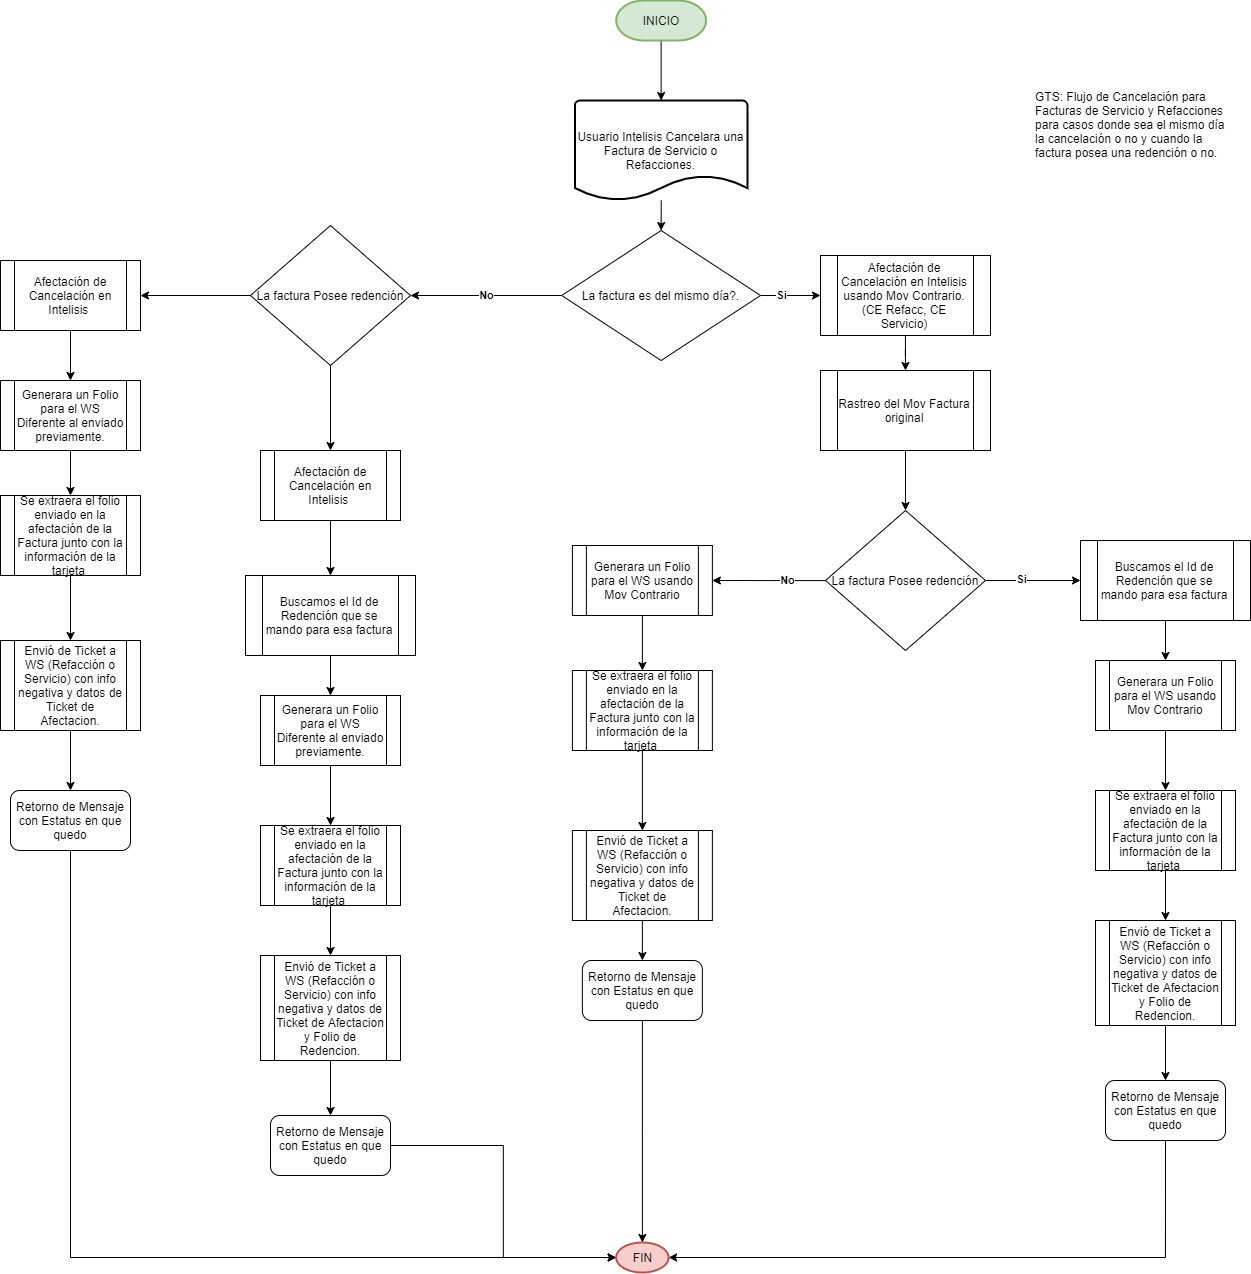 INICIO
GTS: Flujo de Cancelación para
Facturas de Servicio y Refacciones
para casos donde sea el mismo día
la cancelación o no y cuando la
factura posea una redención o no.
Usuario Intelisis Cancelara una
Factura de Servicio o
Refacciones.
La factura es del mismo día?.
No
Si
La factura Posee redención
Afectación de
Cancelación en
Intelisis
Generara un Folio
para el WS
Diferente al enviado
previamente.
Se extraera el folio
enviado en la
afectación de la
Factura junto con la
información de la
tarjeta
Envió de Ticket a
WS (Refacción o
Servicio) con info
negativa y datos de
Ticket de
Afectacion.
Retorno de Mensaje
con Estatus en que
quedo
Afectación de
Cancelación en
Intelisis
Buscamos el Id de
Redención que se
mando para esa factura
Generara un Folio
para el WS
Diferente al enviado
previamente.
Se extraera el folio
enviado en la
afectación de la
Factura junto con la
información de la
tarjeta
Envió de Ticket a
WS (Refacción o
Servicio) con info
negativa y datos de
Ticket de Afectacion
y Folio de
Redencion.
Retorno de Mensaje
con Estatus en que
quedo
Afectación de
Cancelación en Intelisis
usando Mov Contrario.
(CE Refacc, CE
Servicio)
Rastreo del Mov Factura
original
La factura Posee redención
No
Si
Generara un Folio
para el WS usando
Mov Contrario
Se extraera el folio
enviado en la
afectación de la
Factura junto con la
información de la
tarjeta
Envió de Ticket a
WS (Refacción o
Servicio) con info
negativa y datos de
Ticket de
Afectacion.
Retorno de Mensaje
con Estatus en que
quedo
Buscamos el Id de
Redención que se
mando para esa factura
Generara un Folio
para el WS usando
Mov Contrario
Se extraera el folio
enviado en la
afectación de la
Factura junto con la
información de la
tarjeta
Envió de Ticket a
WS (Refacción o
Servicio) con info
negativa y datos de
Ticket de Afectacion
y Folio de
Redencion.
Retorno de Mensaje
con Estatus en que
quedo
FIN